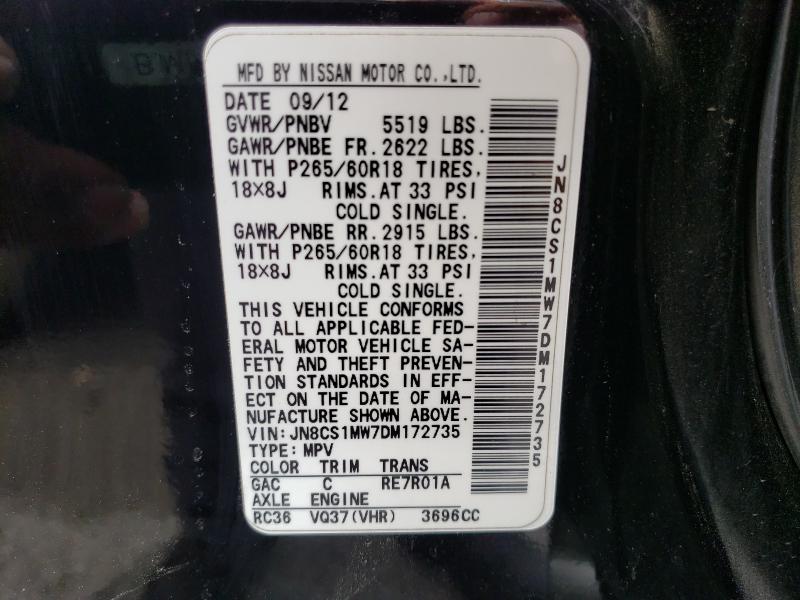 MFD BY NISSAN MOTOR CO.,LTD.
DATE 09/12
GVWR/PNBV 5519 LBS.
GAWR/PNBE FR. 2622 LBS.
WITH P265/60R18 TIRES,
18×8J RIMS. AT 33 PSI
COLD SINGLE.
GAWR/PNBE RR. 2915 LBS.
WITH P265/60R18 TIRES,
18×8J RIMS. AT 33 PSI
COLD SINGLE.
THIS VEHICLE CONFORMS
TO ALL APPLICABLE FED-
ERAL MOTOR VEHICLE SA-
FETY AND THEFT PREVEN-
TION STANDARDS IN EFF-
ECT ON THE DATE OF MA-
NUFACTURE SHOWN ABOVE.
VIN: JN8CS1MW7DM172735
TYPE: MPV
COLOR TRIM TRANS
GAC C RE7R01A
AXLE ENGINE
RC36 VQ37(VHR) 3696CC
JN8CS1MW7DM172735